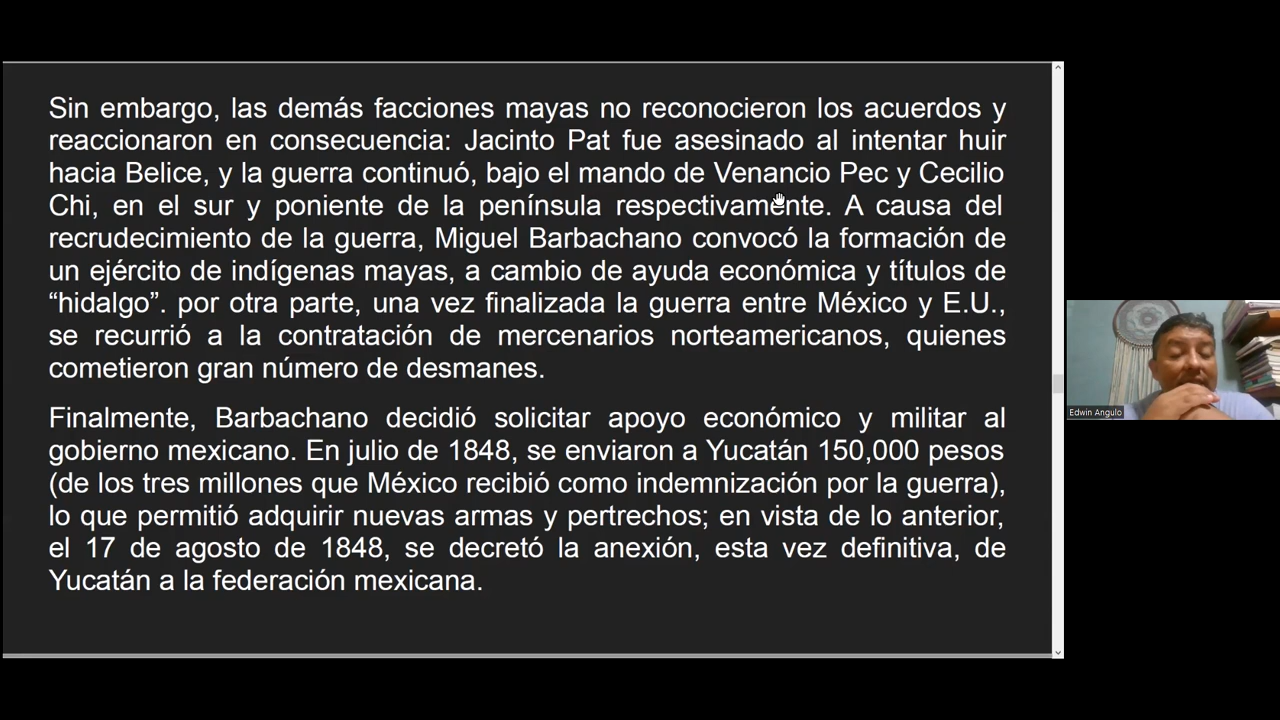 Sin embargo, las demás facciones mayas no reconocieron los acuerdos y
reaccionaron en consecuencia: Jacinto Pat fue asesinado al intentar huir
hacia Belice, y la guerra continuó, bajo el mando de Venancio Pec y Cecilio
Chi, en el sur y poniente de la península respectivamente. A causa del
recrudecimiento de la guerra, Miguel Barbachano convocó la formación de
un ejército de indígenas mayas, a cambio de ayuda económica y títulos de
“hidalgo”. por otra parte, una vez finalizada la guerra entre México y E.U.,
se recurrió a la contratación de mercenarios norteamericanos, quienes
cometieron gran número de desmanes.
Finalmente, Barbachano decidió solicitar apoyo económico y militar al
gobierno mexicano. En julio de 1848, se enviaron a Yucatán 150,000 pesos
(de los tres millones que México recibió como indemnización por la guerra),
lo que permitió adquirir nuevas armas y pertrechos; en vista de lo anterior,
el 17 de agosto de 1848, se decretó la anexión, esta vez definitiva, de
Yucatán a la federación mexicana.
Edwin Angulo